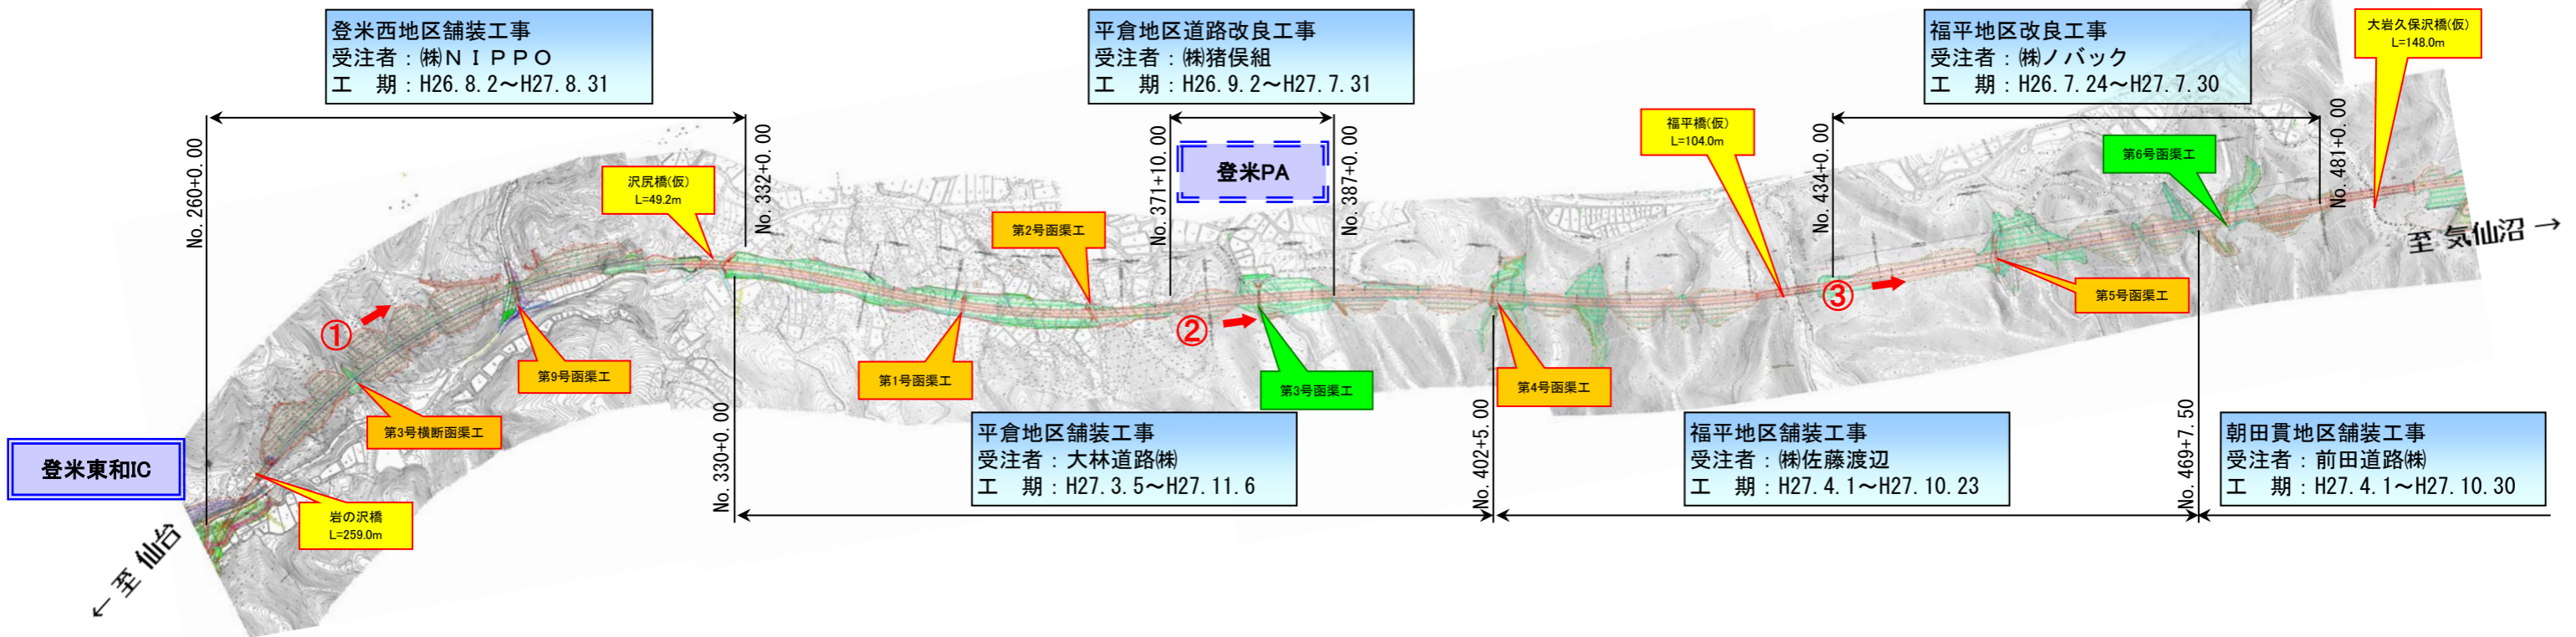 登米西地区舗装工事
受注者：㈱ＮＩＰＰＯ
工　期：H26.8.2～H27.8.31
平倉地区道路改良工事
受注者：㈱猪俣組
工　期：H26.9.2～H27.7.31
福平地区改良工事
受注者：㈱ノバック
工　期：H26.7.24～H27.7.30
大岩久保沢橋(仮)
L=148.0m
No. 260+0.00
No. 332+0.00
No. 371+10.00
No. 387+0.00
No. 434+0.00
No. 481+0.00
登米PA
福平橋(仮)
L=104.0m
第6号函渠工
沢尻橋(仮)
L=49.2m
第2号函渠工
至 気仙沼 →
①
②
③
第5号函渠工
第9号函渠工
第1号函渠工
第3号函渠工
第4号函渠工
第3号横断函渠工
登米東和IC
岩の沢橋
L=259.0m
← 至 仙台
No. 330+0.00
No. 402+5.00
No. 469+7.50
平倉地区舗装工事
受注者：大林道路㈱
工　期：H27.3.5～H27.11.6
福平地区舗装工事
受注者：㈱佐藤渡辺
工　期：H27.4.1～H27.10.23
朝田貫地区舗装工事
受注者：前田道路㈱
工　期：H27.4.1～H27.10.30